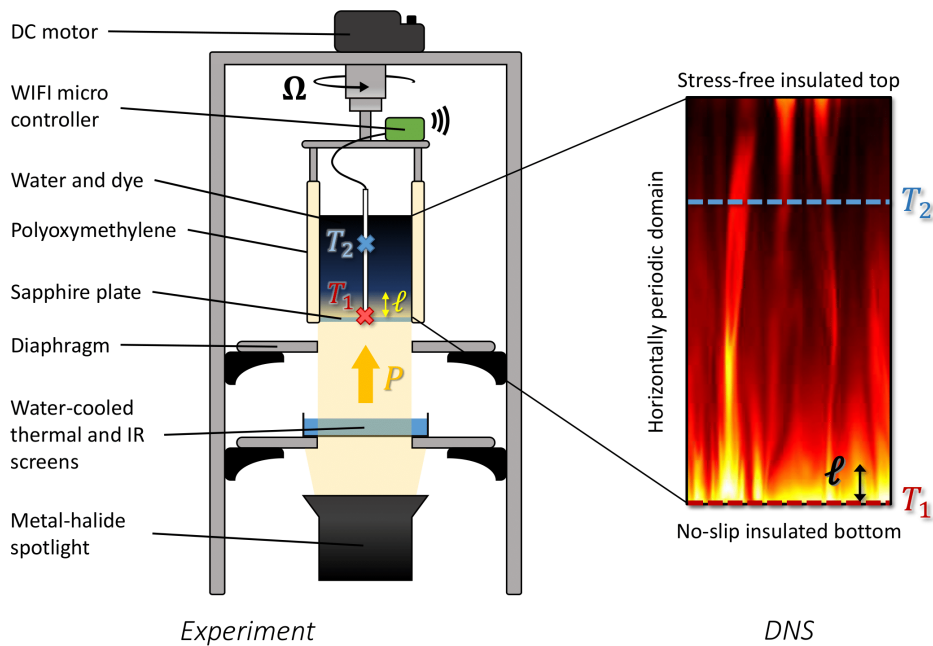 DC motor
WIFI micro
controller
Water and dye
Polyoxymethylene
Sapphire plate
Diaphragm
Water-cooled
thermal and IR
screens
Metal-halide
spotlight
Ω
T₂
T₁
ℓ
P
Experiment
Stress-free insulated top
Horizontally periodic domain
T₂
ℓ
T₁
No-slip insulated bottom
DNS